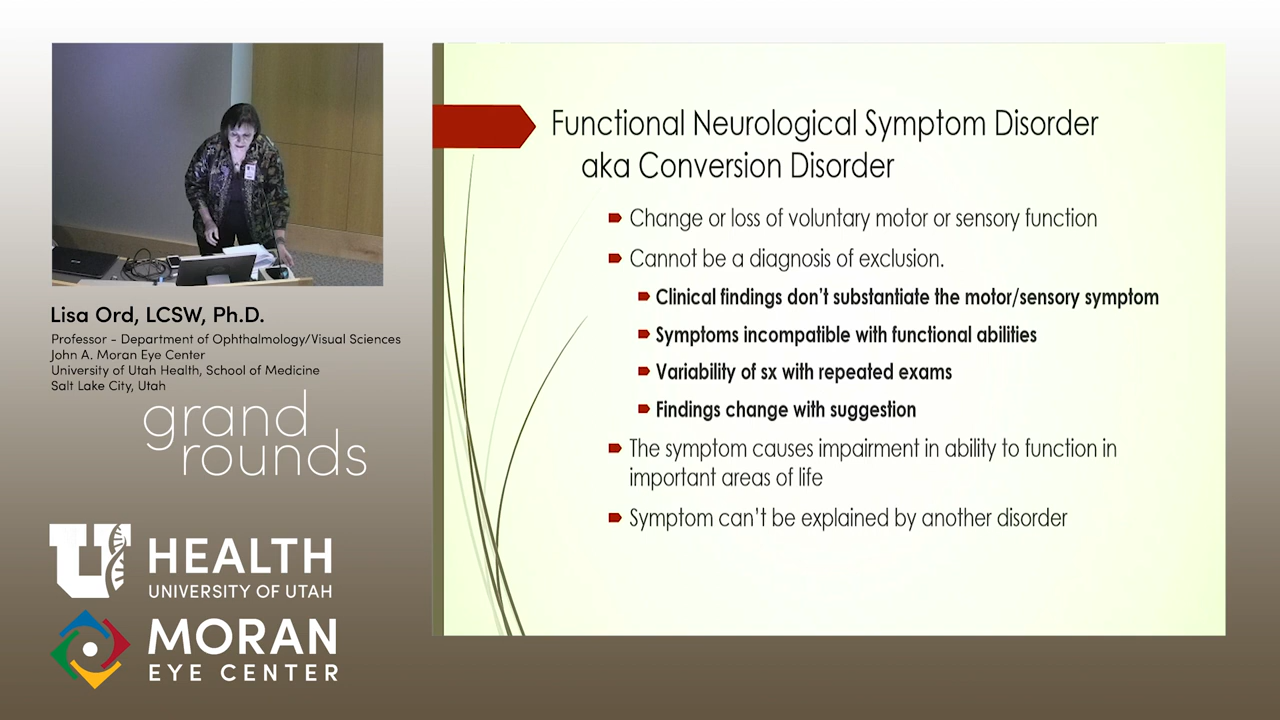 Lisa Ord, LCSW, Ph.D.
Professor - Department of Ophthalmology/Visual Sciences
John A. Moran Eye Center
University of Utah Health, School of Medicine
Salt Lake City, Utah
grand
rounds
U HEALTH
UNIVERSITY OF UTAH
MORAN
EYE CENTER
Functional Neurological Symptom Disorder
aka Conversion Disorder
Change or loss of voluntary motor or sensory function
Cannot be a diagnosis of exclusion.
Clinical findings don't substantiate the motor/sensory symptom
Symptoms incompatible with functional abilities
Variability of sx with repeated exams
Findings change with suggestion
The symptom causes impairment in ability to function in
important areas of life
Symptom can't be explained by another disorder